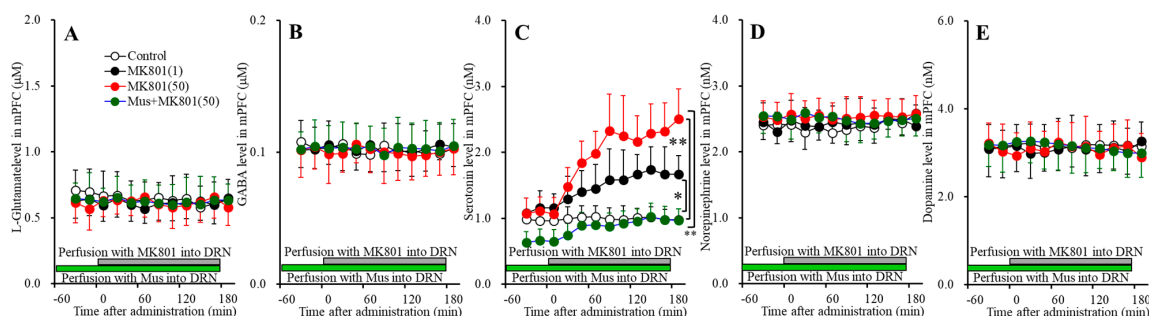 A
L-Glutamatelevel in mPFC (μM)
2.0
1.5
1.0
0.5
0.0
Control
MK801(1)
MK801(50)
Mus+MK801(50)
Perfusion with MK801 into DRN
Perfusion with Mus into DRN
-60 0 60 120 180
Time after administration (min)
B
GABA level in mPFC (μM)
0.2
0.1
0.0
Perfusion with MK801 into DRN
Perfusion with Mus into DRN
-60 0 60 120 180
Time after administration (min)
C
Serotonin level in mPFC (nM)
4.0
3.0
2.0
1.0
0.0
**
*
**
Perfusion with MK801 into DRN
Perfusion with Mus into DRN
-60 0 60 120 180
Time after administration (min)
D
Norepinephrine level in mPFC (nM)
4.0
3.0
2.0
1.0
0.0
Perfusion with MK801 into DRN
Perfusion with Mus into DRN
-60 0 60 120 180
Time after administration (min)
E
Dopamine level in mPFC (nM)
6.0
4.0
2.0
0.0
Perfusion with MK801 into DRN
Perfusion with Mus into DRN
-60 0 60 120 180
Time after administration (min)